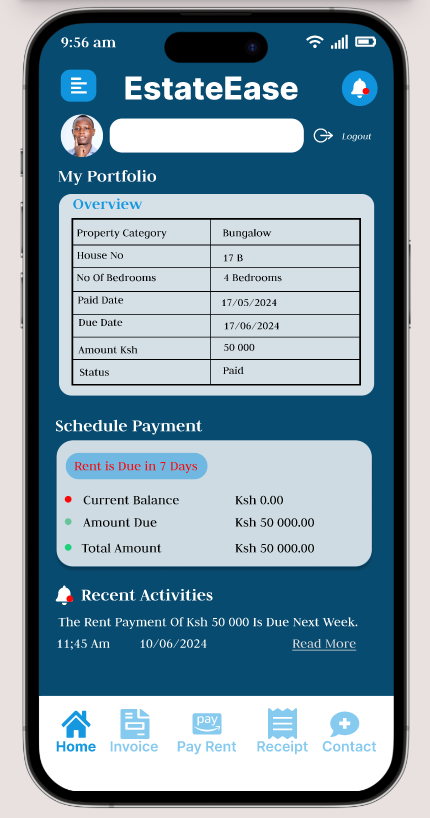 9:56 am
EstateEase
Logout
My Portfolio
Overview
Property Category Bungalow
House No 17 B
No Of Bedrooms 4 Bedrooms
Paid Date 17/05/2024
Due Date 17/06/2024
Amount Ksh 50 000
Status Paid
Schedule Payment
Rent is Due in 7 Days
Current Balance Ksh 0.00
Amount Due Ksh 50 000.00
Total Amount Ksh 50 000.00
Recent Activities
The Rent Payment Of Ksh 50 000 Is Due Next Week.
11;45 Am 10/06/2024 Read More
pay
Home Invoice Pay Rent Receipt Contact